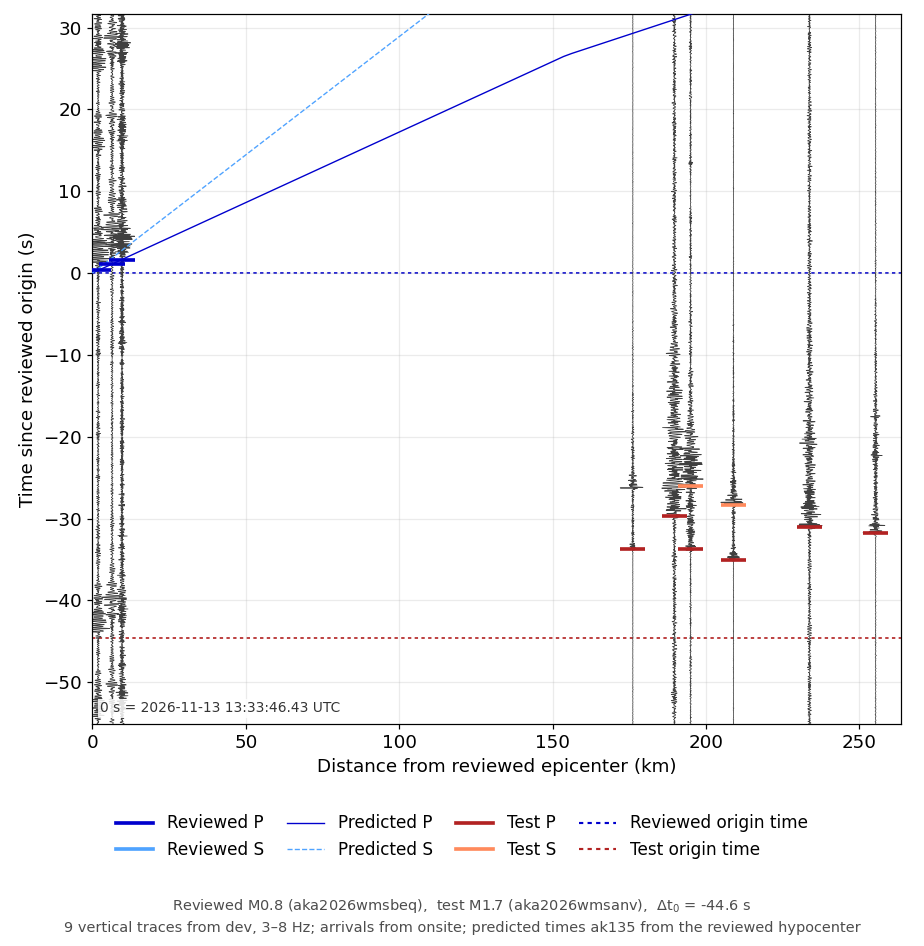 30
20
10
0
−10
−20
−30
−40
−50
Time since reviewed origin (s)
0 s = 2026-11-13 13:33:46.43 UTC
0 50 100 150 200 250
Distance from reviewed epicenter (km)
Reviewed P Predicted P Test P Reviewed origin time
Reviewed S Predicted S Test S Test origin time
Reviewed M0.8 (aka2026wmsbeq), test M1.7 (aka2026wmsanv), Δt₀ = -44.6 s
9 vertical traces from dev, 3–8 Hz; arrivals from onsite; predicted times ak135 from the reviewed hypocenter